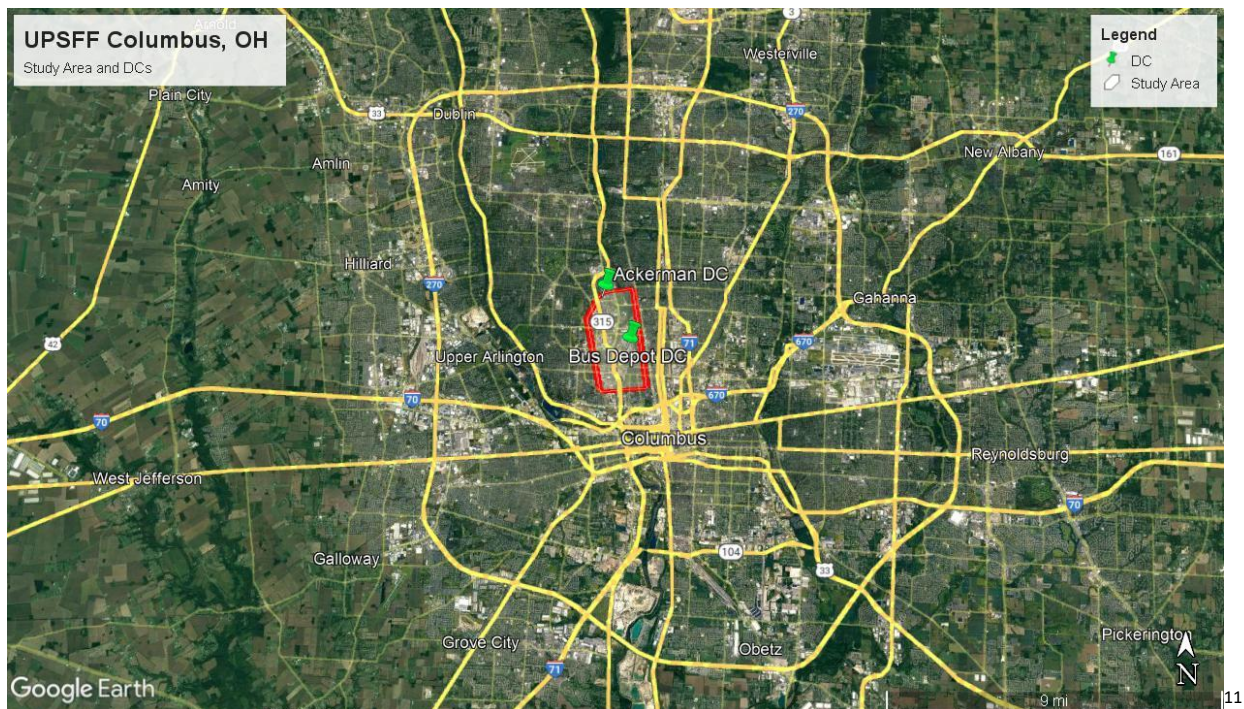 UPSFF Columbus, OH
Study Area and DCs
Legend
DC
Study Area
Arnold
3
Westerville
Plain City
33
Dublin
270
Amlin
New Albany
161
Amity
Hilliard
270
Ackerman DC
Gahanna
315
42
Upper Arlington
Bus Depot DC
71
670
70
70
670
Columbus
West Jefferson
Reynoldsburg
70
Galloway
104
33
Grove City
71
Obetz
Pickerington
N
Google Earth
9 mi
11